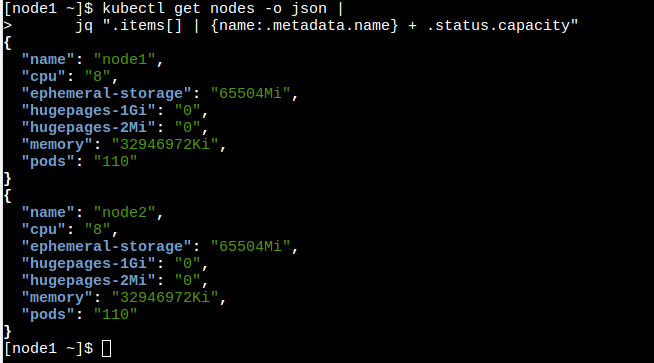 [node1 ~]$ kubectl get nodes -o json |
>       jq ".items[] | {name:.metadata.name} + .status.capacity"
{
  "name": "node1",
  "cpu": "8",
  "ephemeral-storage": "65504Mi",
  "hugepages-1Gi": "0",
  "hugepages-2Mi": "0",
  "memory": "32946972Ki",
  "pods": "110"
}
{
  "name": "node2",
  "cpu": "8",
  "ephemeral-storage": "65504Mi",
  "hugepages-1Gi": "0",
  "hugepages-2Mi": "0",
  "memory": "32946972Ki",
  "pods": "110"
}
[node1 ~]$